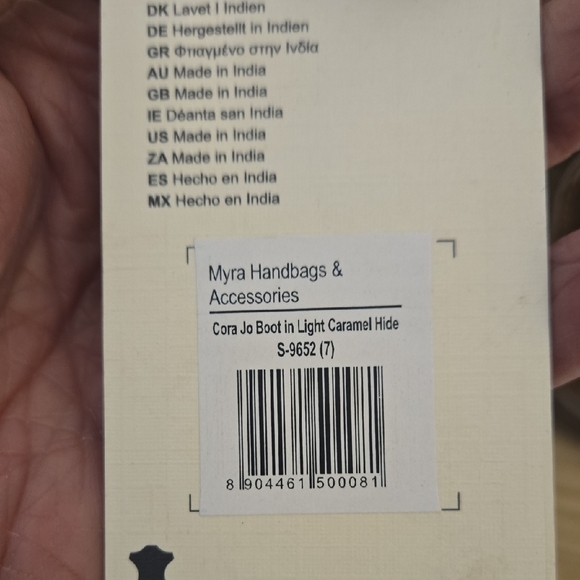 DK Lavet I Indien
DE Hergestellt in Indien
GR Φτιαγμένο στην Ινδία
AU Made in India
GB Made in India
IE Déanta san India
US Made in India
ZA Made in India
ES Hecho en India
MX Hecho en India
Myra Handbags &
Accessories
Cora Jo Boot in Light Caramel Hide
S-9652 (7)
8 904461 500081